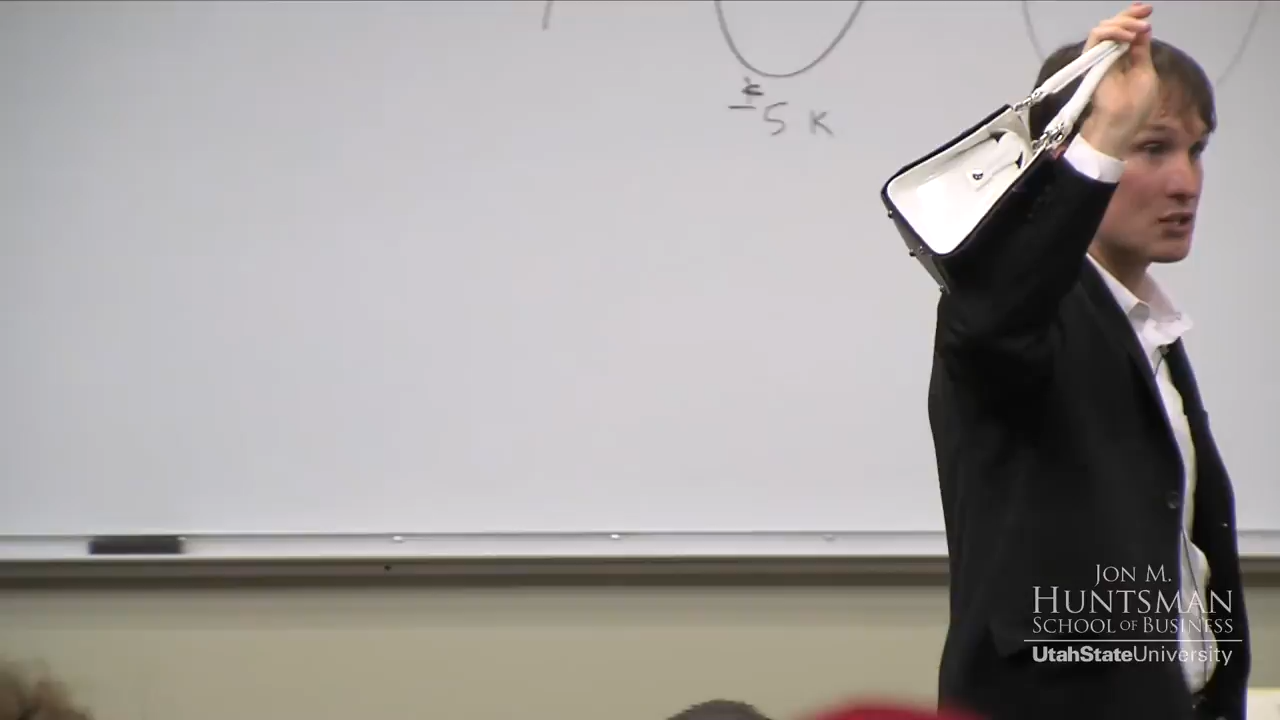 5 K
JON M.
HUNTSMAN
SCHOOL OF BUSINESS
UtahStateUniversity